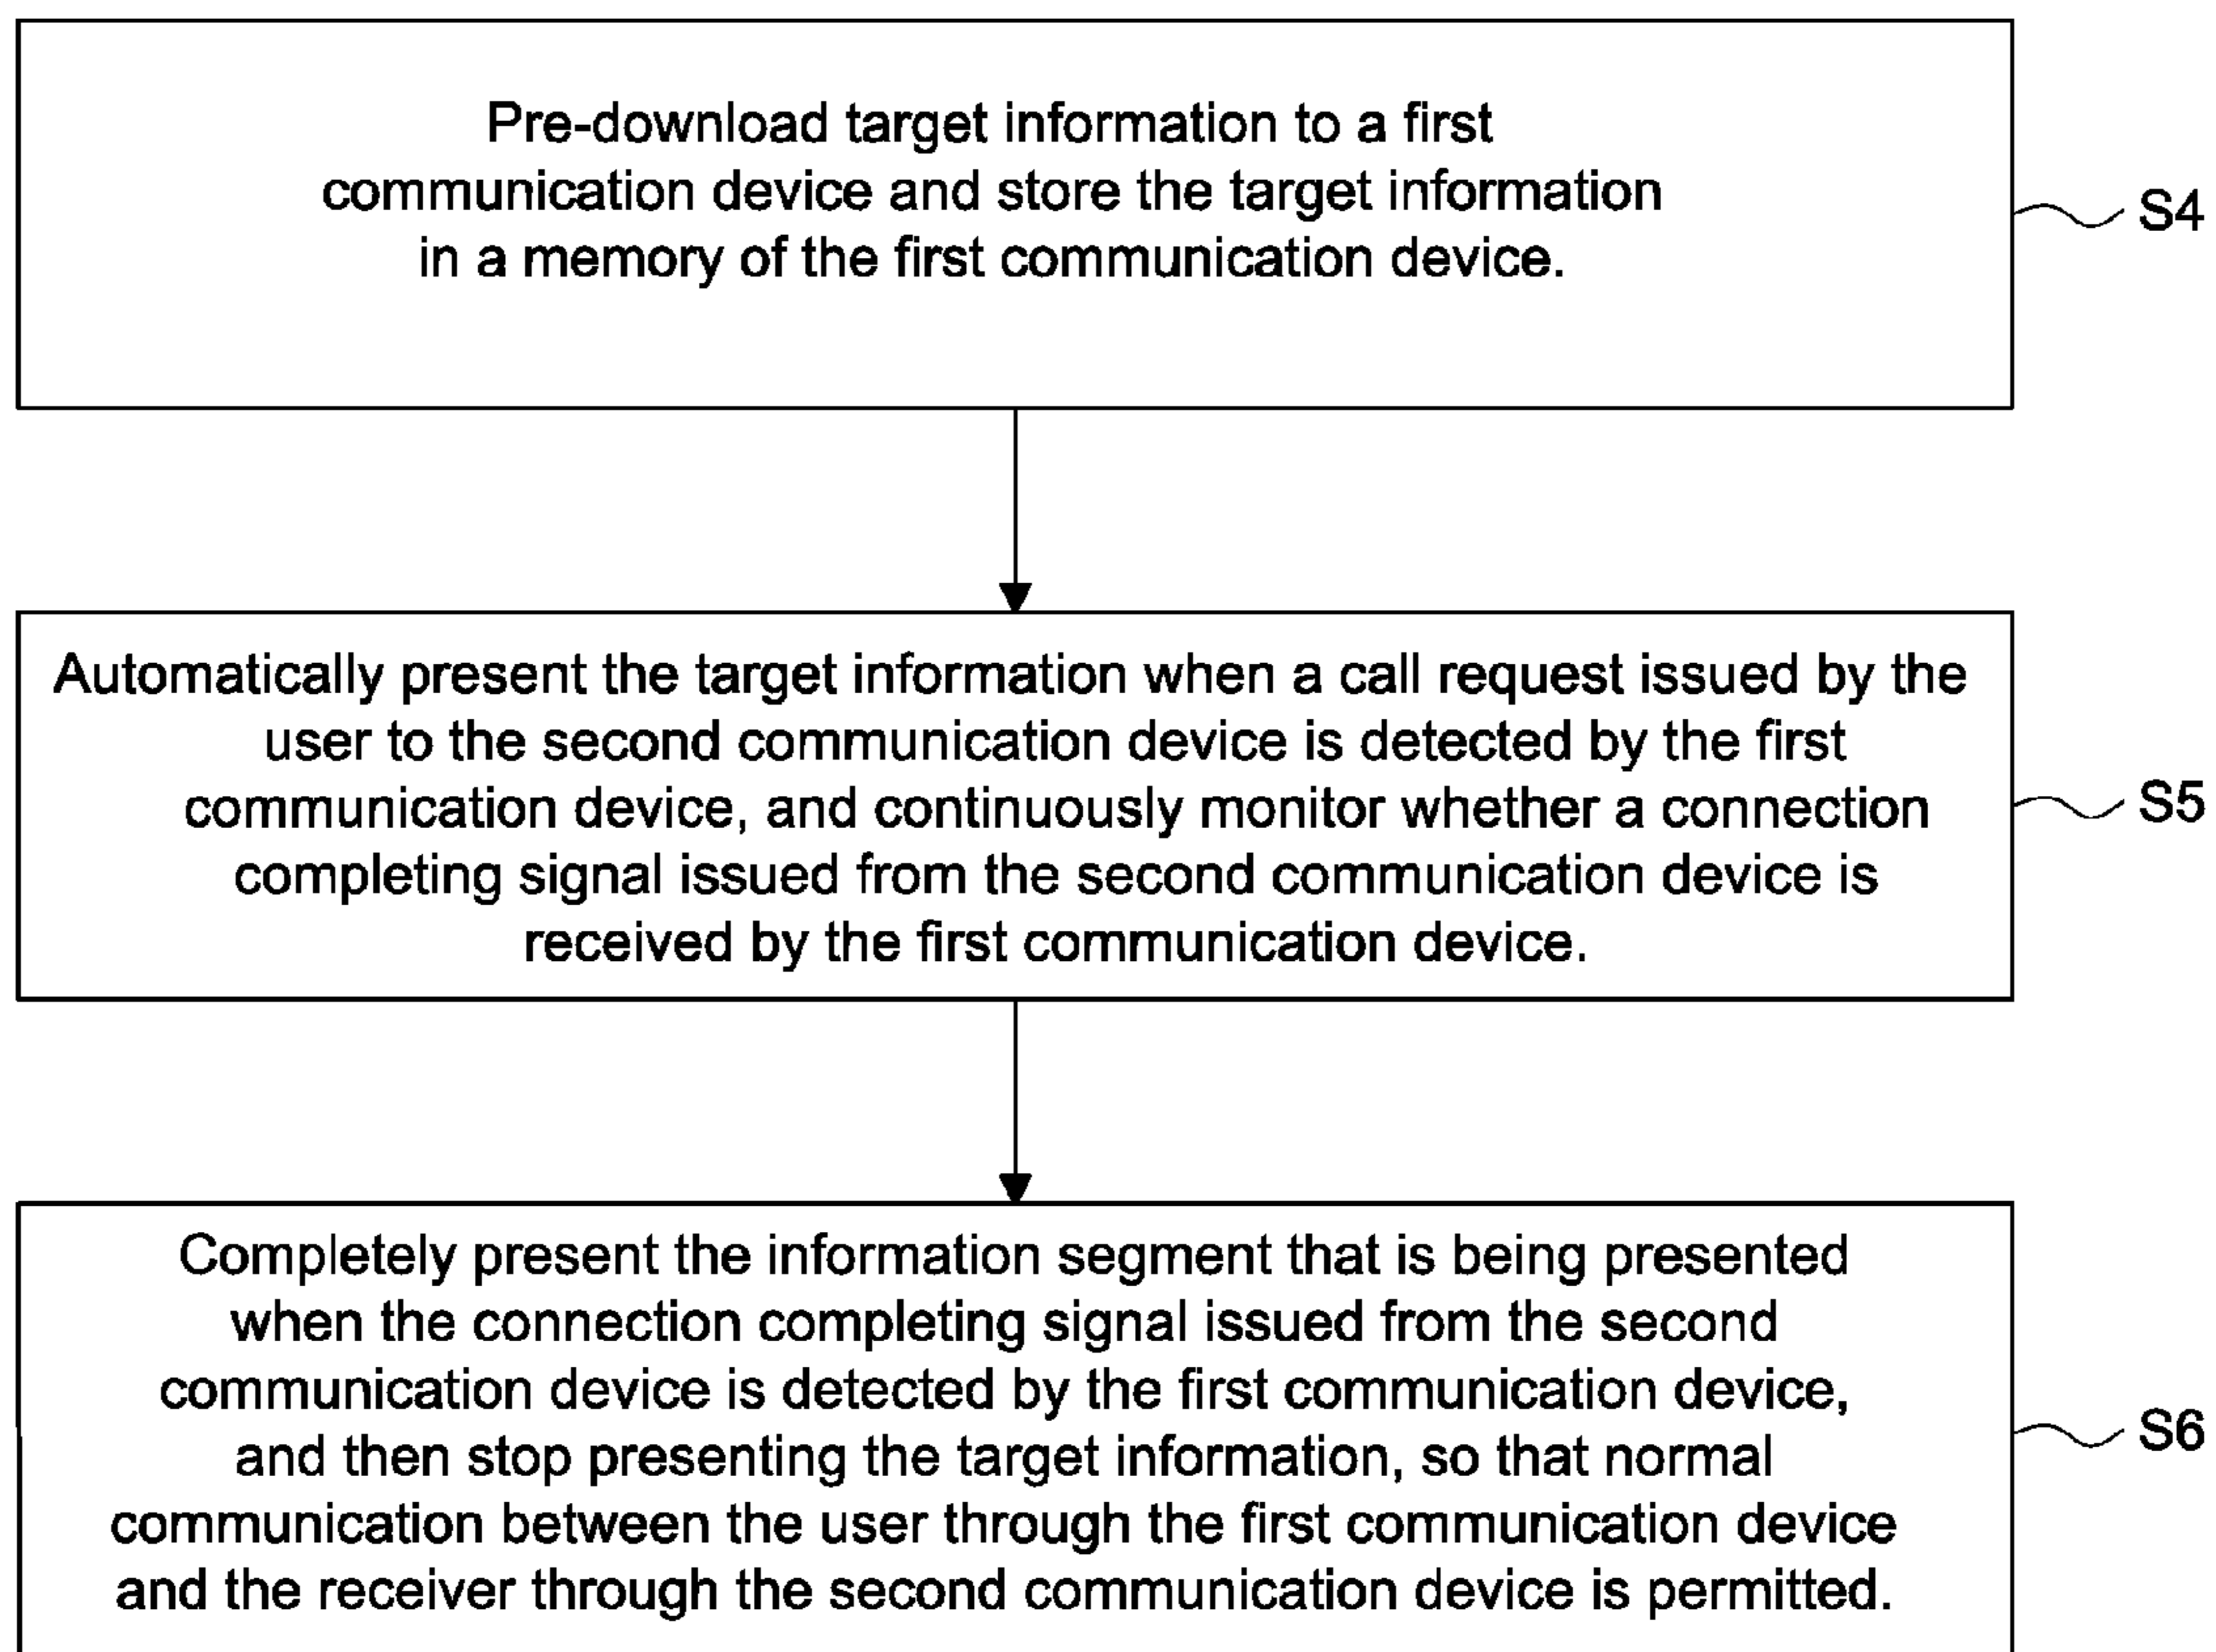 Pre-download target information to a first
communication device and store the target information
in a memory of the first communication device.
S4
Automatically present the target information when a call request issued by the
user to the second communication device is detected by the first
communication device, and continuously monitor whether a connection
completing signal issued from the second communication device is
received by the first communication device.
S5
Completely present the information segment that is being presented
when the connection completing signal issued from the second
communication device is detected by the first communication device,
and then stop presenting the target information, so that normal
communication between the user through the first communication device
and the receiver through the second communication device is permitted.
S6